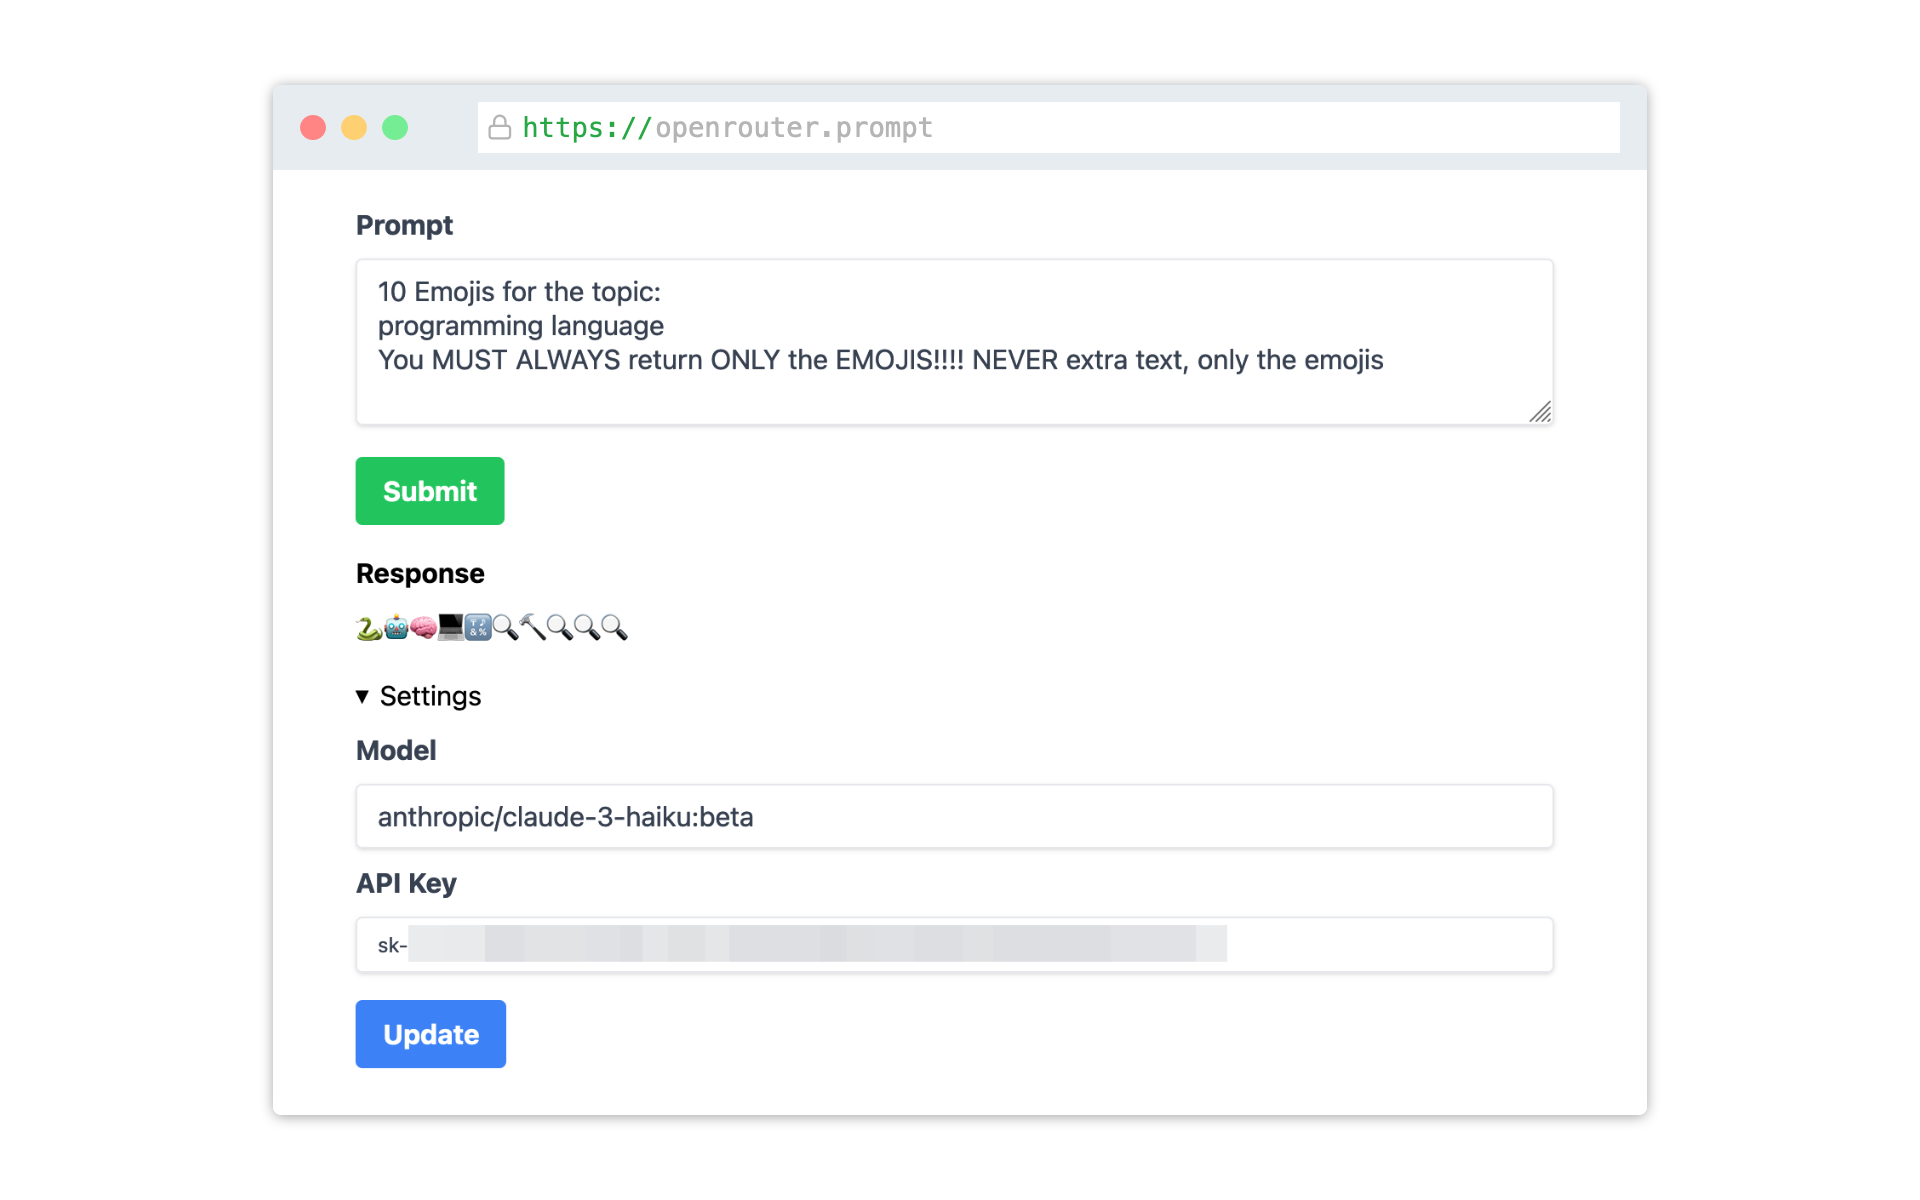 https://openrouter.prompt
Prompt
10 Emojis for the topic:
programming language
You MUST ALWAYS return ONLY the EMOJIS!!!! NEVER extra text, only the emojis
Submit
Response
🐍🤖🧠💻🔣🔍🔨🔍🔍🔍
▼ Settings
Model
anthropic/claude-3-haiku:beta
API Key
sk-
Update